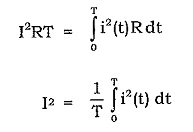 I²RT = ∫₀ᵀ i²(t) R dt
I² = 1/T ∫₀ᵀ i²(t) dt